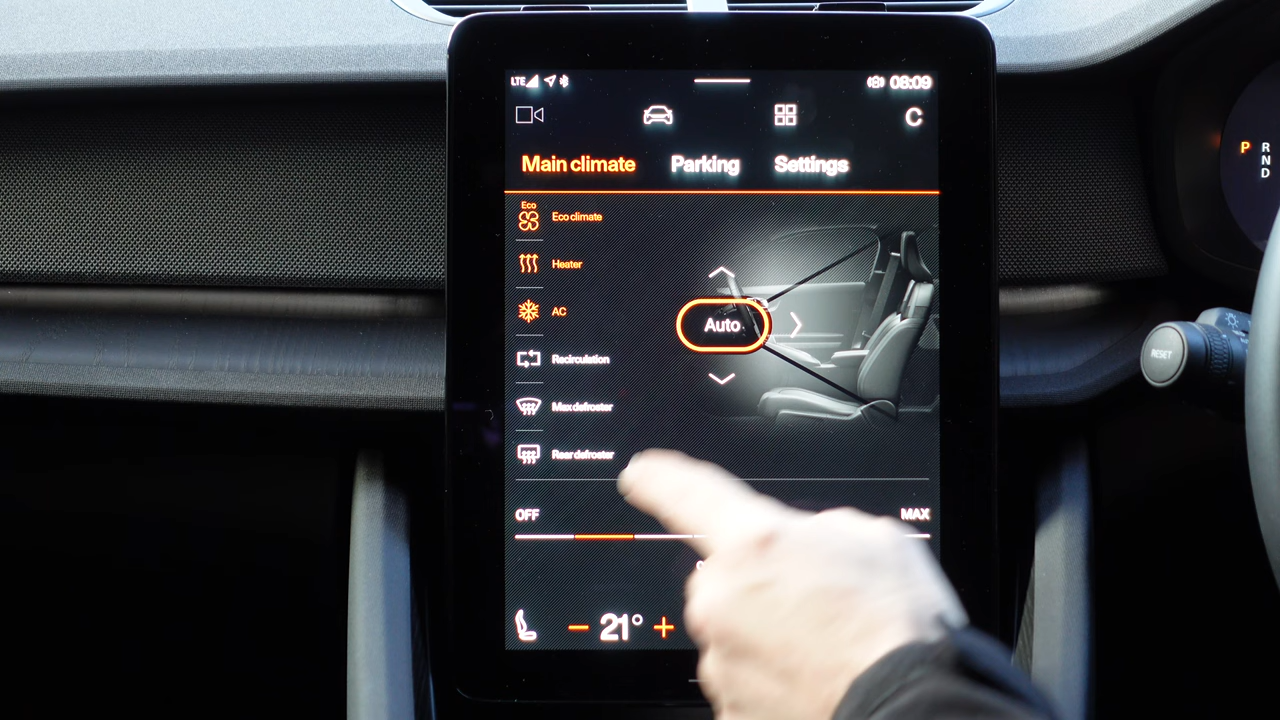 LTE 08:09
C
Main climate Parking Settings
Eco
Eco climate
Heater
AC
Auto
Recirculation
Max defroster
Rear defroster
OFF MAX
21°
P R
N
D
RESET